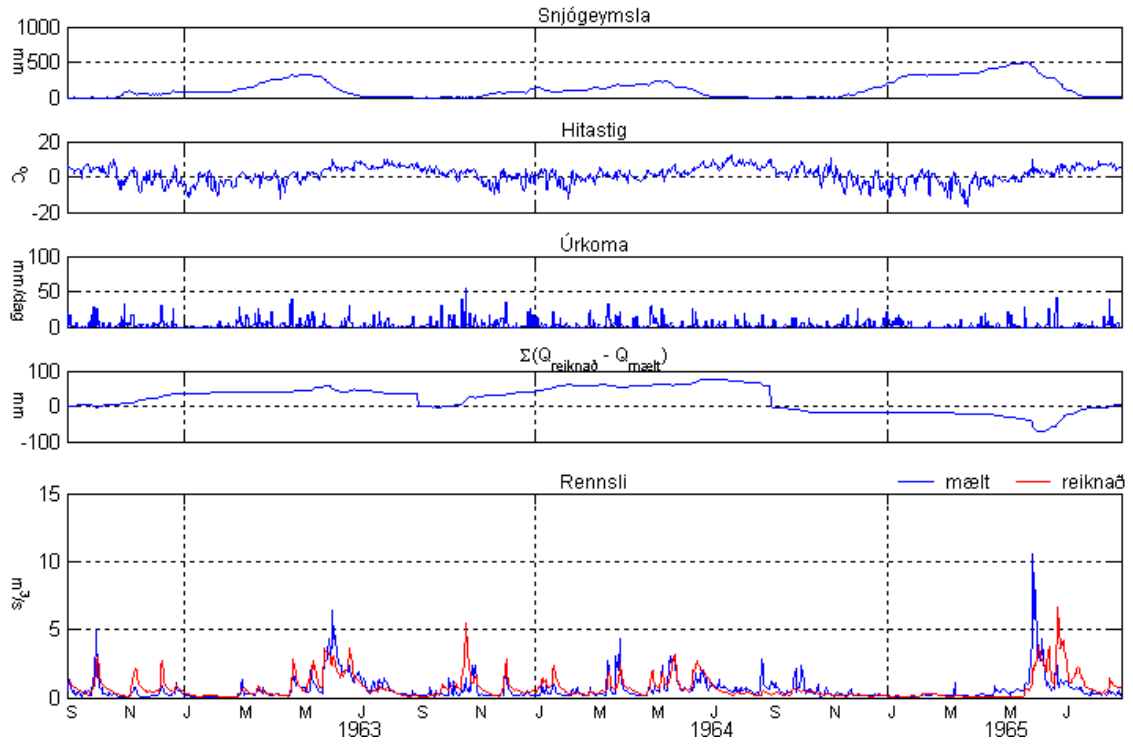 Snjógeymsla
1000
500
0
mm
Hitastig
20
0
-20
°C
Úrkoma
100
50
0
mm/dag
Σ(Q_reiknað - Q_mælt)
100
0
-100
mm
Rennsli
mælt reiknað
15
10
5
0
m³/s
S N J M M J S N J M M J S N J M M J
1963 1964 1965